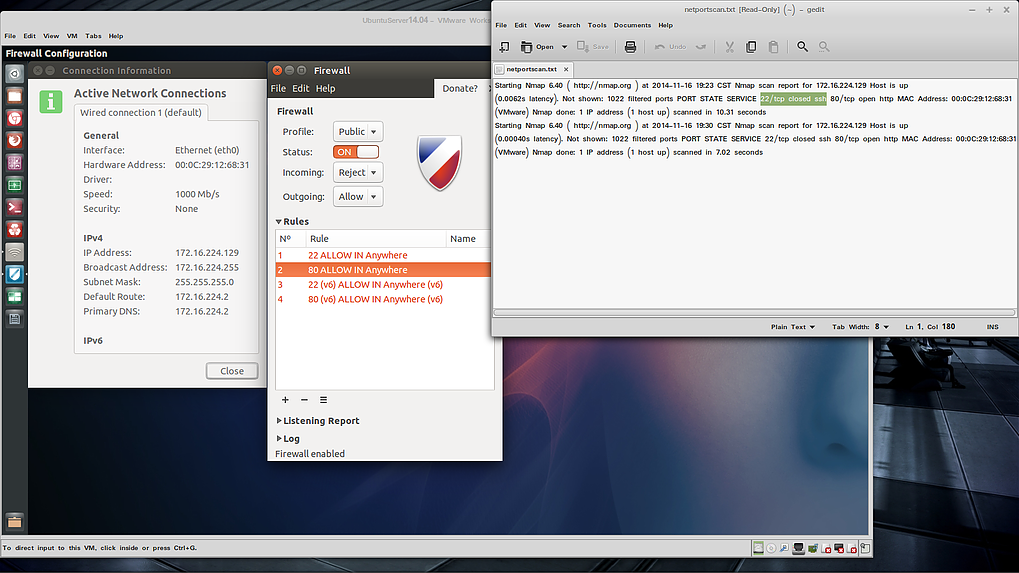 UbuntuServer14.04 – VMware Works
File Edit View VM Tabs Help
Firewall Configuration
Connection Information
Active Network Connections
Wired connection 1 (default)
General
Interface: Ethernet (eth0)
Hardware Address: 00:0C:29:12:68:31
Driver:
Speed: 1000 Mb/s
Security: None
IPv4
IP Address: 172.16.224.129
Broadcast Address: 172.16.224.255
Subnet Mask: 255.255.255.0
Default Route: 172.16.224.2
Primary DNS: 172.16.224.2
IPv6
Close
Firewall
File Edit Help
Donate?
Firewall
Profile: Public
Status: ON
Incoming: Reject
Outgoing: Allow
Rules
Nº Rule Name
1 22 ALLOW IN Anywhere
2 80 ALLOW IN Anywhere
3 22 (v6) ALLOW IN Anywhere (v6)
4 80 (v6) ALLOW IN Anywhere (v6)
Listening Report
Log
Firewall enabled
netportscan.txt [Read-Only] (~) – gedit
File Edit View Search Tools Documents Help
Open Save Undo
netportscan.txt
Starting Nmap 6.40 ( http://nmap.org ) at 2014-11-16 19:23 CST Nmap scan report for 172.16.224.129 Host is up
(0.0062s latency). Not shown: 1022 filtered ports PORT STATE SERVICE 22/tcp closed ssh 80/tcp open http MAC Address: 00:0C:29:12:68:31
(VMware) Nmap done: 1 IP address (1 host up) scanned in 10.31 seconds
Starting Nmap 6.40 ( http://nmap.org ) at 2014-11-16 19:30 CST Nmap scan report for 172.16.224.129 Host is up
(0.00040s latency). Not shown: 1022 filtered ports PORT STATE SERVICE 22/tcp closed ssh 80/tcp open http MAC Address: 00:0C:29:12:68:31
(VMware) Nmap done: 1 IP address (1 host up) scanned in 7.02 seconds
Plain Text Tab Width: 8 Ln 1, Col 180 INS
To direct input to this VM, click inside or press Ctrl+G.